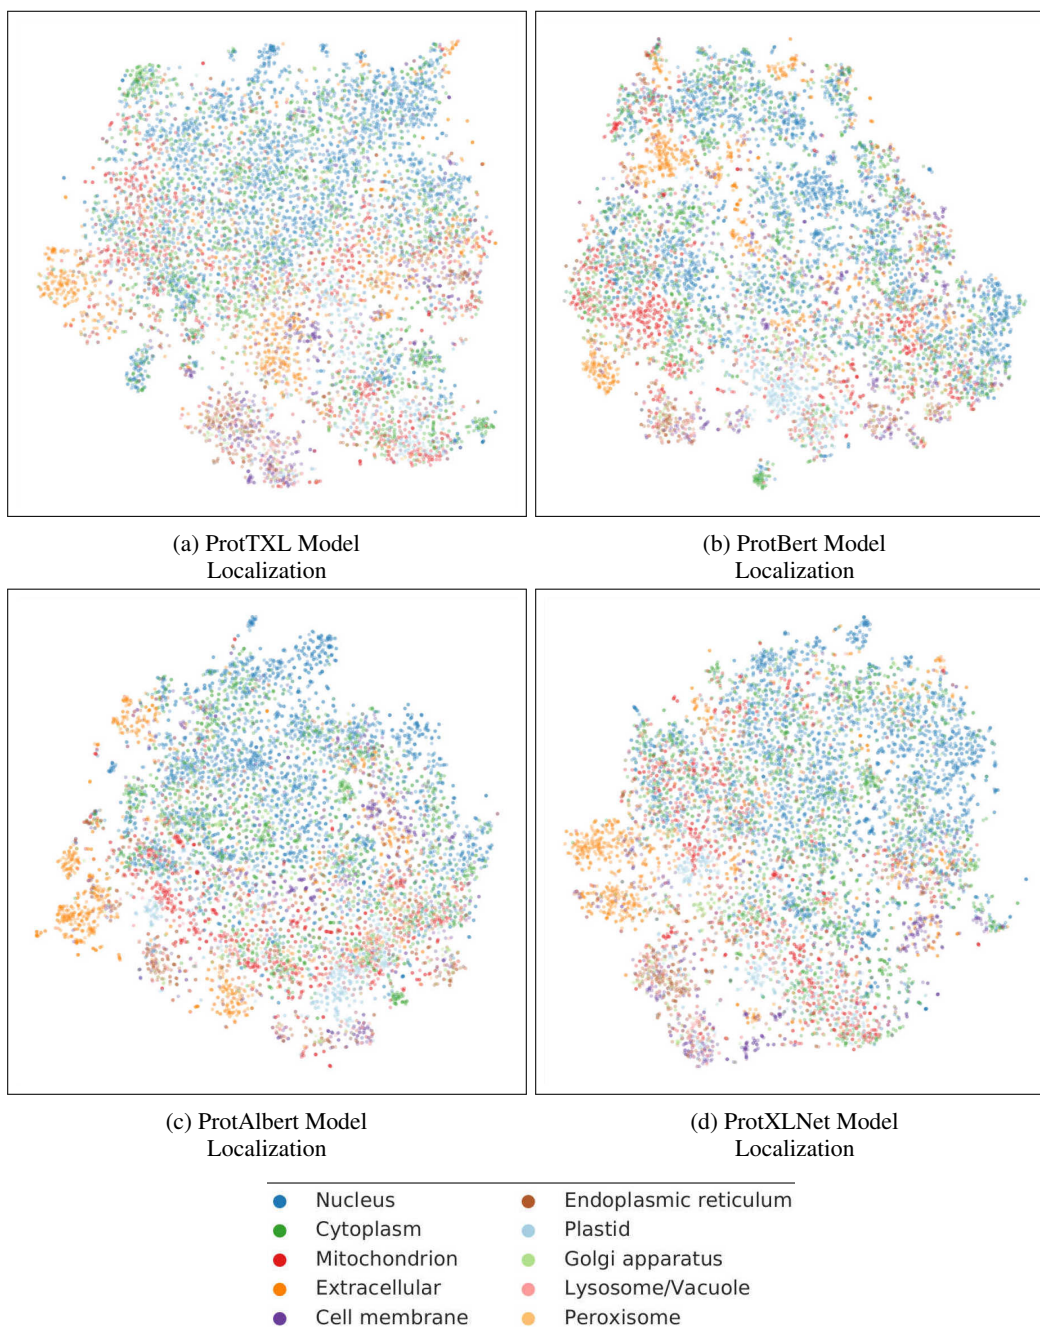 (a) ProtTXL Model
Localization
(b) ProtBert Model
Localization
(c) ProtAlbert Model
Localization
(d) ProtXLNet Model
Localization
Nucleus
Cytoplasm
Mitochondrion
Extracellular
Cell membrane
Endoplasmic reticulum
Plastid
Golgi apparatus
Lysosome/Vacuole
Peroxisome